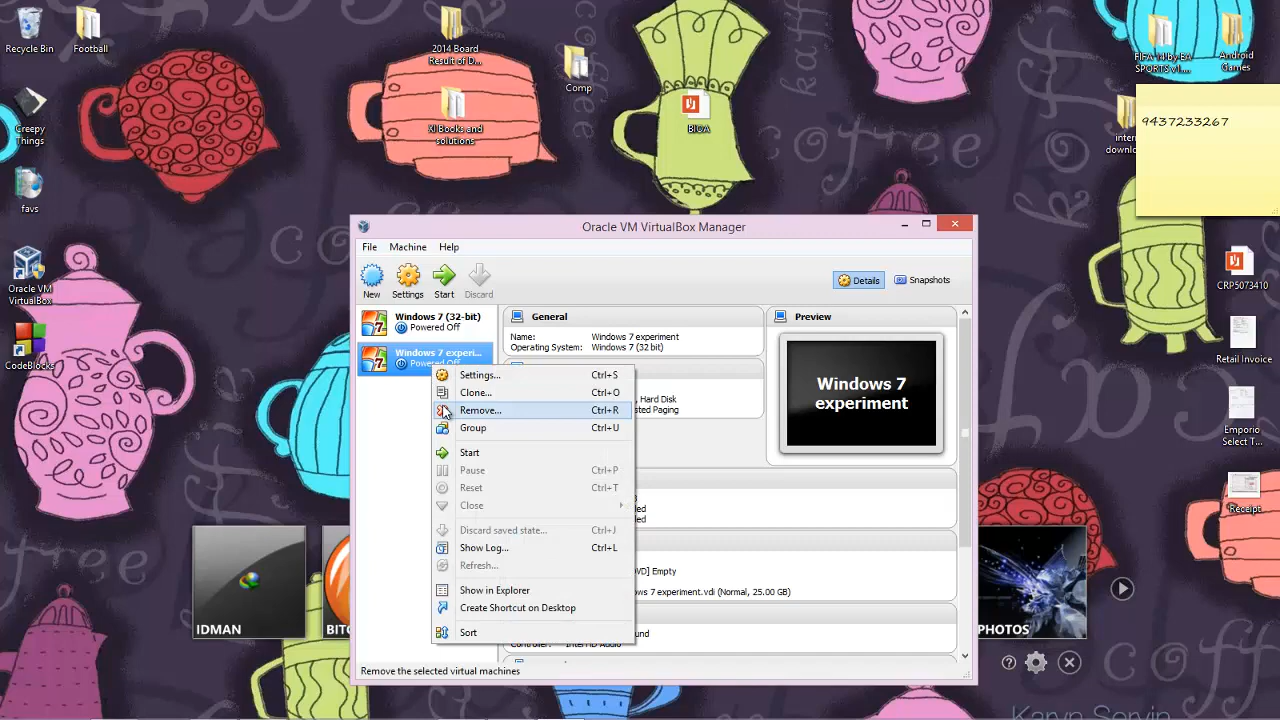 Recycle Bin
Football
2014 Board
Result of D...
Comp
XI Books and
solutions
BIGA
FIFA 14 by EA
SPORTS v1....
Android
Games
9437233267
Creepy
Things
favs
Oracle VM
VirtualBox
CodeBlocks
CRP5073410
Retail Invoice
Emporio
Select T...
Receipt
Oracle VM VirtualBox Manager
File Machine Help
New Settings Start Discard
Details Snapshots
Windows 7 (32-bit)
Powered Off
Windows 7 experi...
Powered Off
General
Name: Windows 7 experiment
Operating System: Windows 7 (32 bit)
Preview
Windows 7
experiment
, Hard Disk
sted Paging
Settings... Ctrl+S
Clone... Ctrl+O
Remove... Ctrl+R
Group Ctrl+U
Start
Pause Ctrl+P
Reset Ctrl+T
Close
Discard saved state... Ctrl+J
Show Log... Ctrl+L
Refresh...
Show in Explorer
Create Shortcut on Desktop
Sort
VD] Empty
7 experiment.vdi (Normal, 25.00 GB)
Remove the selected virtual machines
IDMAN
PHOTOS
coffee
free